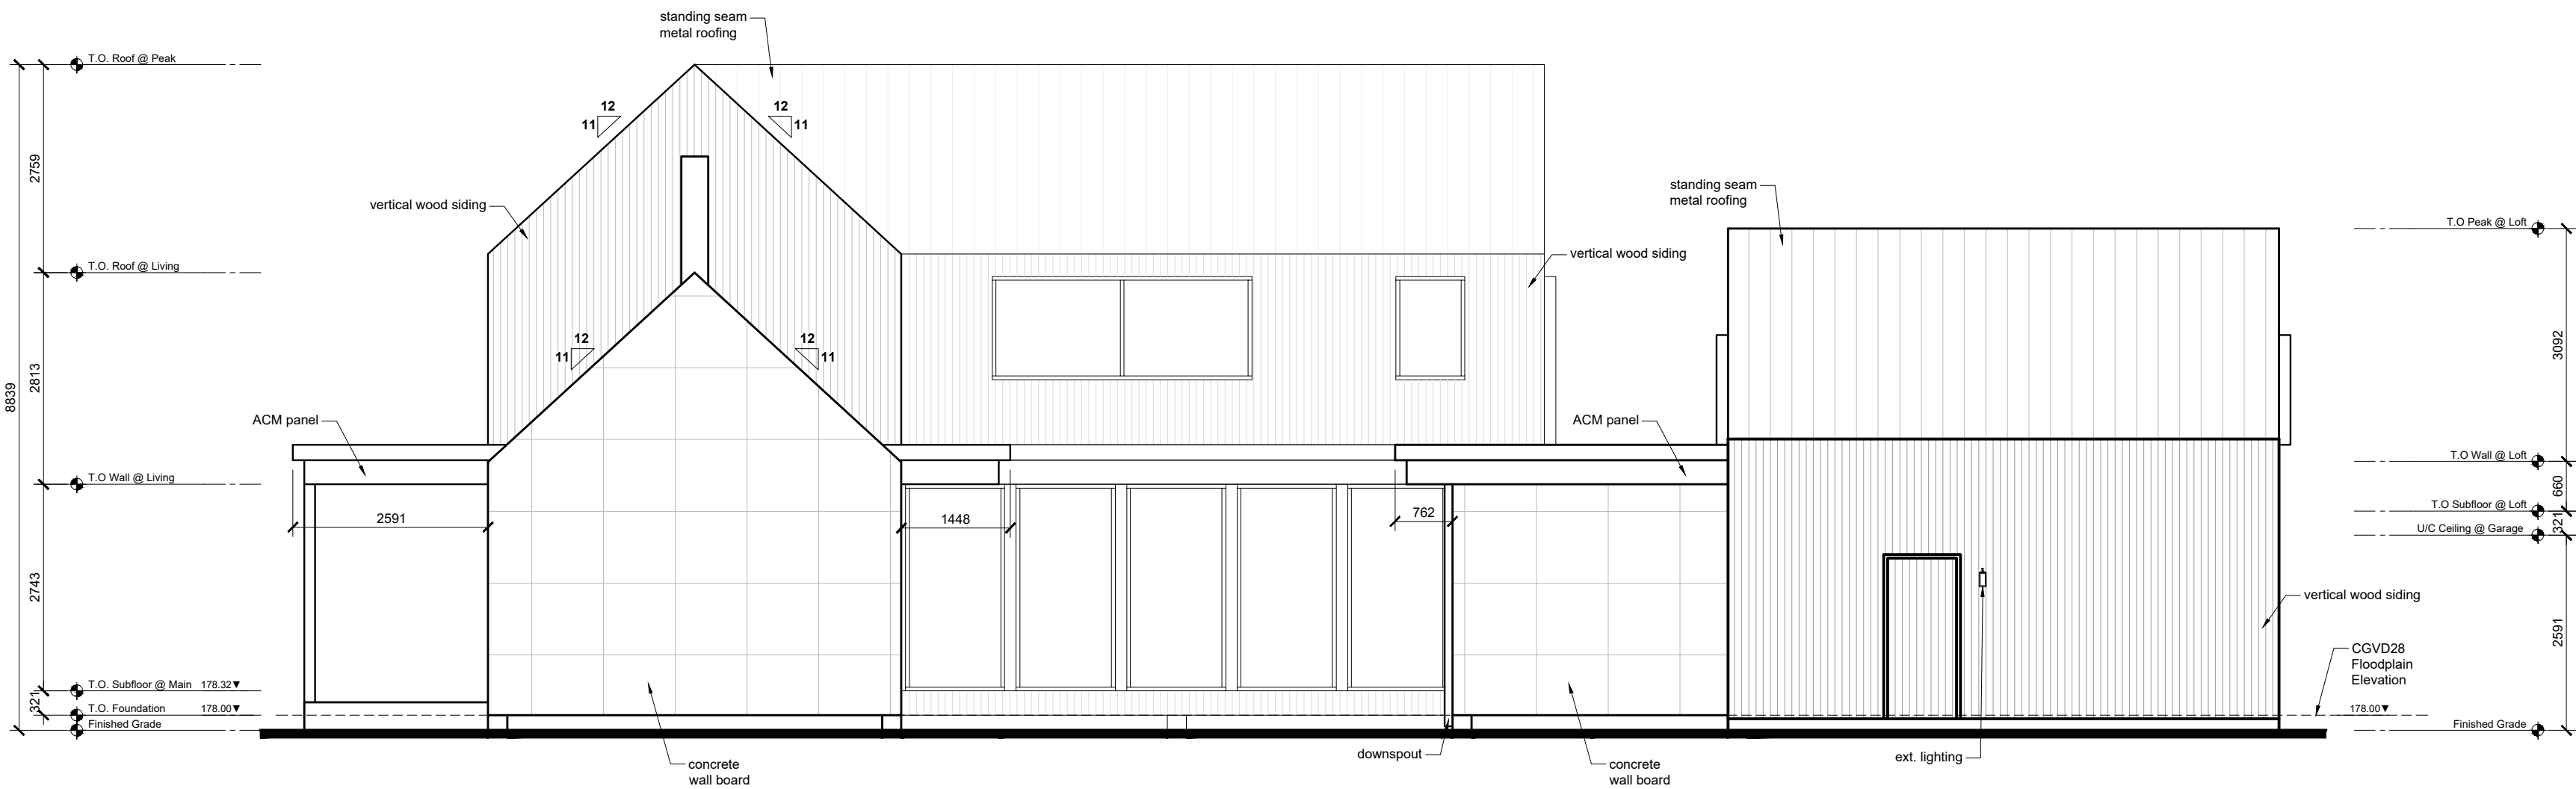 standing seam
metal roofing
T.O. Roof @ Peak
12
11
12
11
2759
vertical wood siding
standing seam
metal roofing
T.O Peak @ Loft
vertical wood siding
T.O. Roof @ Living
12
11
12
11
3092
2813
8839
ACM panel
ACM panel
T.O Wall @ Loft
T.O Wall @ Living
660
T.O Subfloor @ Loft
2591
1448
762
321
U/C Ceiling @ Garage
2743
2591
vertical wood siding
CGVD28
Floodplain
Elevation
T.O. Subfloor @ Main 178.32▼
321
T.O. Foundation 178.00▼
178.00▼
Finished Grade
Finished Grade
downspout
ext. lighting
concrete
wall board
concrete
wall board